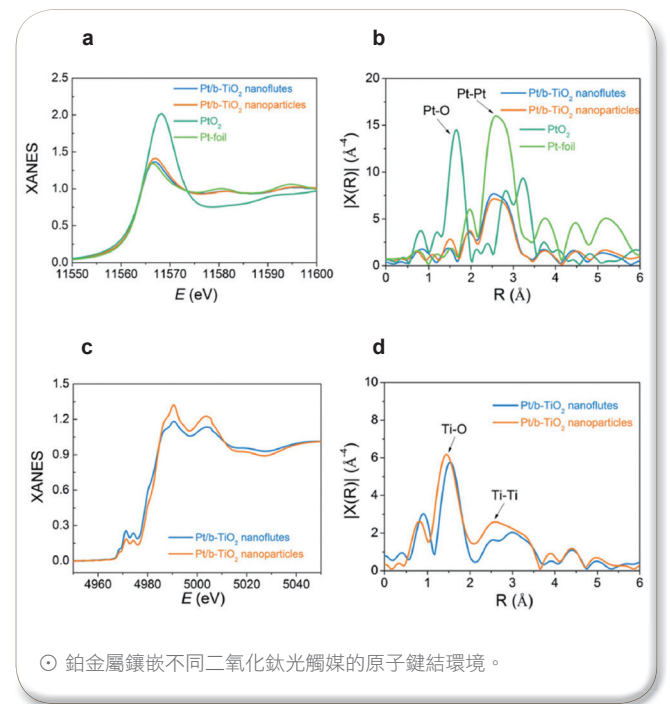 a
2.5
2.0
1.5
1.0
0.5
0.0
XANES
Pt/b-TiO₂ nanoflutes
Pt/b-TiO₂ nanoparticles
PtO₂
Pt-foil
11550 11560 11570 11580 11590 11600
E (eV)
b
20
15
10
5
0
|X(R)| (Å⁻⁴)
Pt-O
Pt-Pt
Pt/b-TiO₂ nanoflutes
Pt/b-TiO₂ nanoparticles
PtO₂
Pt-foil
0 1 2 3 4 5 6
R (Å)
c
1.5
1.2
0.9
0.6
0.3
0.0
XANES
Pt/b-TiO₂ nanoflutes
Pt/b-TiO₂ nanoparticles
4960 4980 5000 5020 5040
E (eV)
d
10
8
6
4
2
0
|X(R)| (Å⁻⁴)
Ti-O
Ti-Ti
Pt/b-TiO₂ nanoflutes
Pt/b-TiO₂ nanoparticles
0 1 2 3 4 5 6
R (Å)
⊙ 鉑金屬鑲嵌不同二氧化鈦光觸媒的原子鍵結環境。